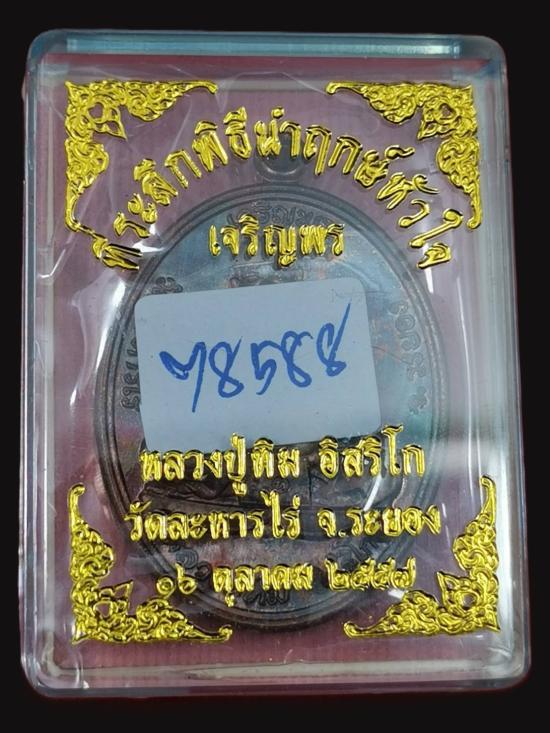 ที่ระลึกพิธีนำฤกษ์หัวใจ
เจริญพร
หลวงปู่ทิม อิสริโก
วัดละหารไร่ จ.ระยอง
๑๖ ตุลาคม ๒๕๕๗